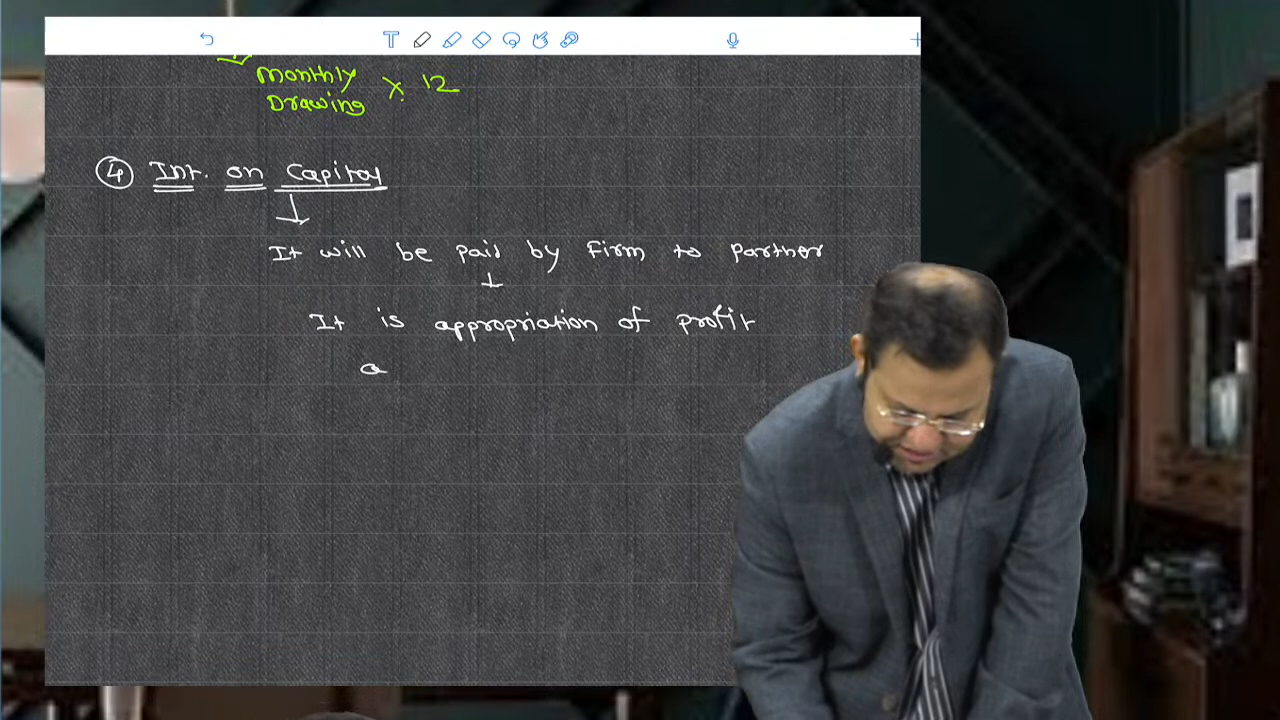 Monthly
Drawing × 12
④ Int. on Capital
It will be paid by Firm to partner
It is appropriation of profit
a